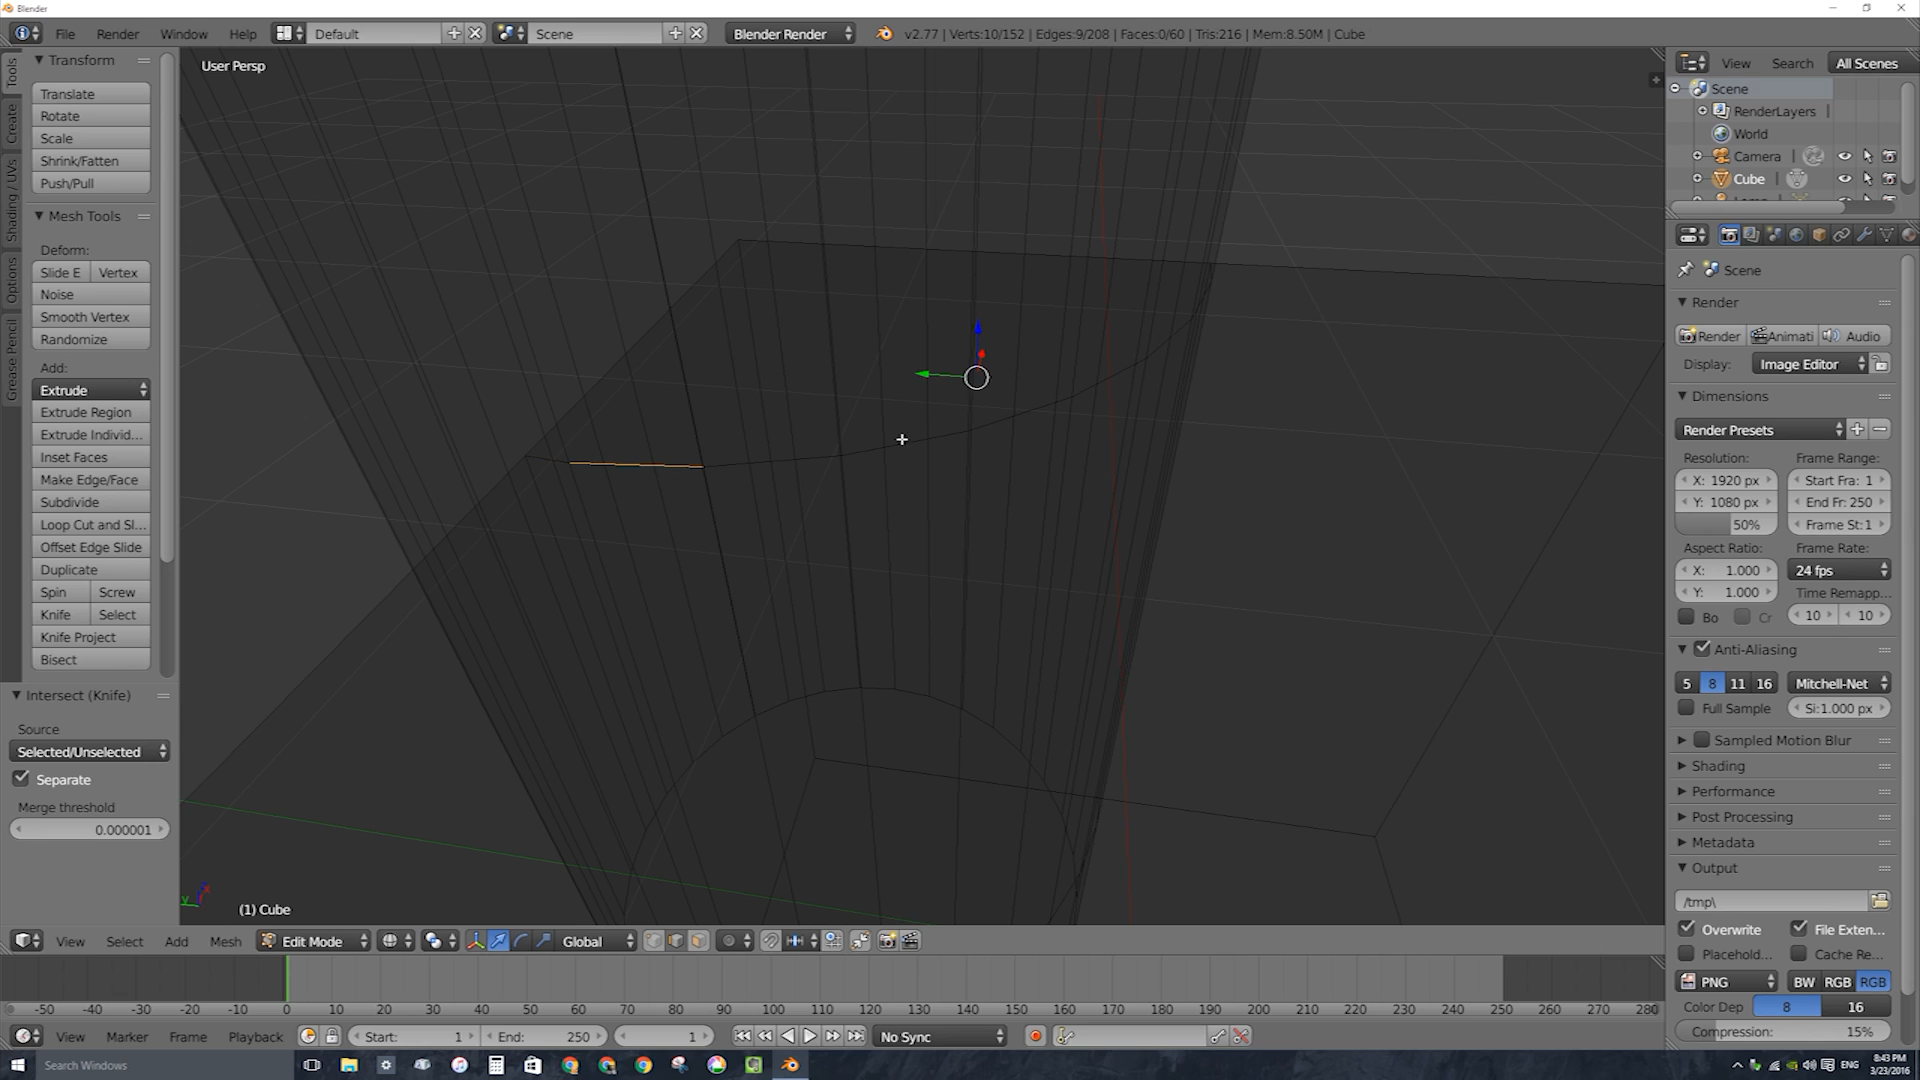 Blender
File Render Window Help Default Scene Blender Render v2.77 | Verts:10/152 | Edges:9/208 | Faces:0/60 | Tris:216 | Mem:8.50M | Cube
Tools
Create
Shading / UVs
Options
Grease Pencil
Transform
Translate
Rotate
Scale
Shrink/Fatten
Push/Pull
Mesh Tools
Deform:
Slide E Vertex
Noise
Smooth Vertex
Randomize
Add:
Extrude
Extrude Region
Extrude Individ...
Inset Faces
Make Edge/Face
Subdivide
Loop Cut and Sl...
Offset Edge Slide
Duplicate
Spin Screw
Knife Select
Knife Project
Bisect
Intersect (Knife)
Source
Selected/Unselected
Separate
Merge threshold
0.000001
User Persp
(1) Cube
View Select Add Mesh Edit Mode Global
-50 -40 -30 -20 -10 0 10 20 30 40 50 60 70 80 90 100 110 120 130 140 150 160 170 180 190 200 210 220 230 240 250 260 270 280
View Marker Frame Playback Start: 1 End: 250 1 No Sync
View Search All Scenes
Scene
RenderLayers
World
Camera
Cube
Scene
Render
Render Animati Audio
Display: Image Editor
Dimensions
Render Presets
Resolution: Frame Range:
X: 1920 px Start Fra: 1
Y: 1080 px End Fr: 250
50% Frame St:1
Aspect Ratio: Frame Rate:
X: 1.000 24 fps
Y: 1.000 Time Remapp...
Bo Cr 10 10
Anti-Aliasing
5 8 11 16 Mitchell-Net
Full Sample Si:1.000 px
Sampled Motion Blur
Shading
Performance
Post Processing
Metadata
Output
/tmp\
Overwrite File Exten...
Placehold... Cache Re...
PNG BW RGB RGB
Color Dep 8 16
Compression: 15%
Search Windows
ENG
8:43 PM
3/23/2016